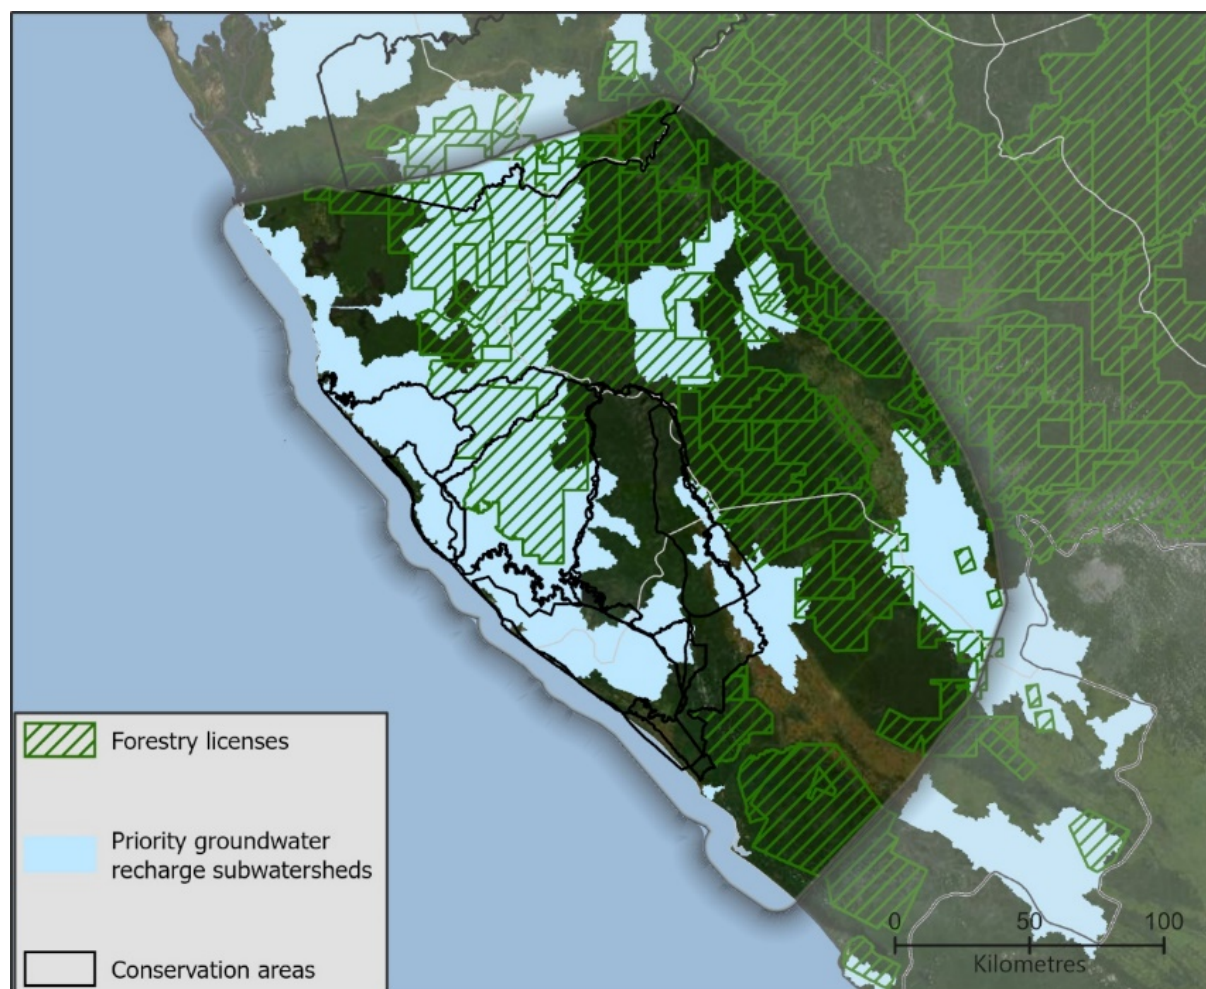 Forestry licenses
Priority groundwater
recharge subwatersheds
Conservation areas
0 50 100
Kilometres